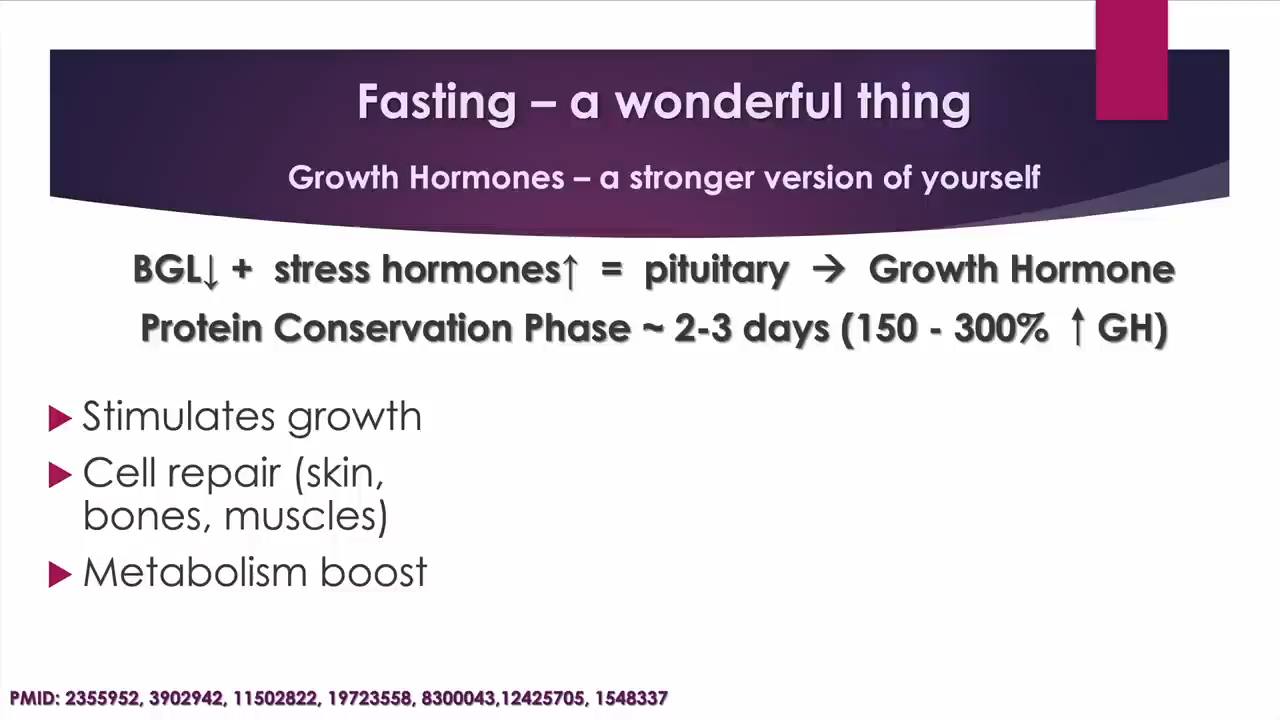 Fasting – a wonderful thing
Growth Hormones – a stronger version of yourself
BGL↓ + stress hormones↑ = pituitary → Growth Hormone
Protein Conservation Phase ~ 2-3 days (150 - 300% ↑ GH)
Stimulates growth
Cell repair (skin,
bones, muscles)
Metabolism boost
PMID: 2355952, 3902942, 11502822, 19723558, 8300043,12425705, 1548337